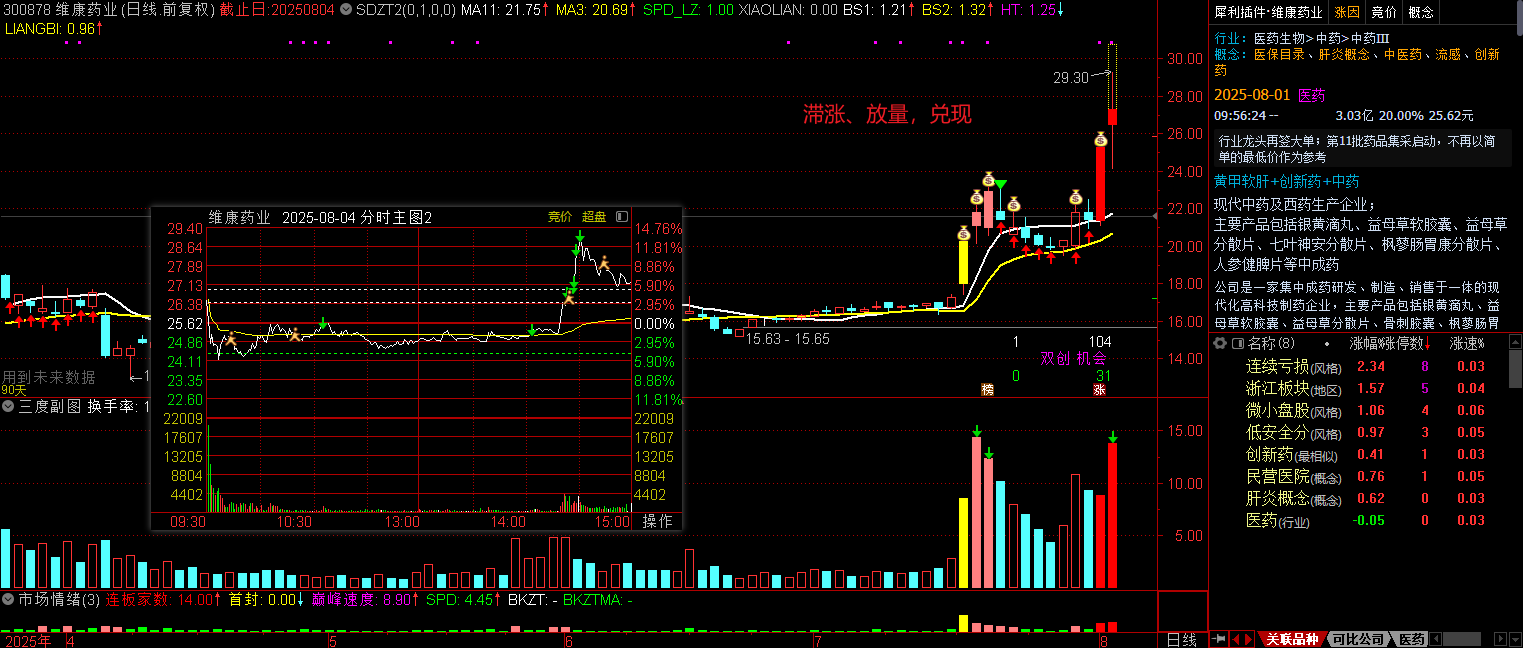 300878 维康药业(日线 前复权) 截止日:20250804 SDZT2(0,1,0,0) MA11: 21.75↑ MA3: 20.69↑ SPD_LZ: 1.00 XIAOLIAN: 0.00 BS1: 1.21↑ BS2: 1.32↑ HT: 1.25↓
LIANGBI: 0.96↑
30.00
29.30
28.00
滞涨、放量，兑现
26.00
24.00
22.00
20.00
18.00
16.00
14.00
维康药业 2025-08-04 分时主图2 竞价 超盘
29.40 14.76%
28.64 11.81%
27.89 8.86%
27.13 5.90%
26.38 2.95%
25.62 0.00%
24.86 2.95%
24.11 5.90%
23.35 8.86%
22.60 11.81%
22009 22009
17607 17607
13205 13205
8804 8804
4402 4402
09:30 10:30 13:00 14:00 15:00 操作
15.63 - 15.65
1 104
双创 机会
0 31
榜 涨
用到未来数据
←1
90天
三度副图 换手率: 1
15.00
10.00
5.00
市场情绪(3) 连板家数: 14.00↑ 首封: 0.00↓ 巅峰速度: 8.90↑ SPD: 4.45↑ BKZT: - BKZTMA: -
2025年 4 5 6 7 8 日线
犀利插件·维康药业 涨因 竞价 概念
行业: 医药生物>中药>中药Ⅲ
概念: 医保目录、肝炎概念、中医药、流感、创新
药
2025-08-01 医药
09:56:24 -- 3.03亿 20.00% 25.62元
行业龙头再签大单；第11批药品集采启动，不再以简
单的最低价作为参考
黄甲软肝+创新药+中药
现代中药及西药生产企业；
主要产品包括银黄滴丸、益母草软胶囊、益母草
分散片、七叶神安分散片、枫蓼肠胃康分散片、
人参健脾片等中成药
公司是一家集中成药研发、制造、销售于一体的现
代化高科技制药企业，主要产品包括银黄滴丸、益
母草软胶囊、益母草分散片、骨刺胶囊、枫蓼肠胃
名称(8) 涨幅% 涨停数↓ 涨速%
连续亏损(风格) 2.34 8 0.03
浙江板块(地区) 1.57 5 0.04
微小盘股(风格) 1.06 4 0.06
低安全分(风格) 0.97 3 0.05
创新药(最相似) 0.41 1 0.03
民营医院(概念) 0.76 1 0.05
肝炎概念(概念) 0.62 0 0.03
医药(行业) -0.05 0 0.03
关联品种 可比公司 医药